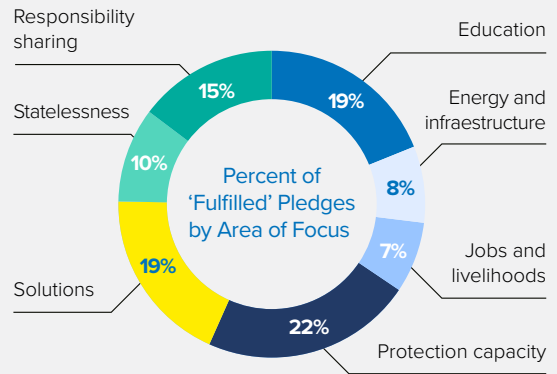 Responsibility
sharing
Education
15%
19%
Statelessness
Energy and
infraestructure
10%
Percent of
‘Fulfilled’ Pledges
by Area of Focus
8%
19%
7%
Jobs and
livelihoods
Solutions
22%
Protection capacity